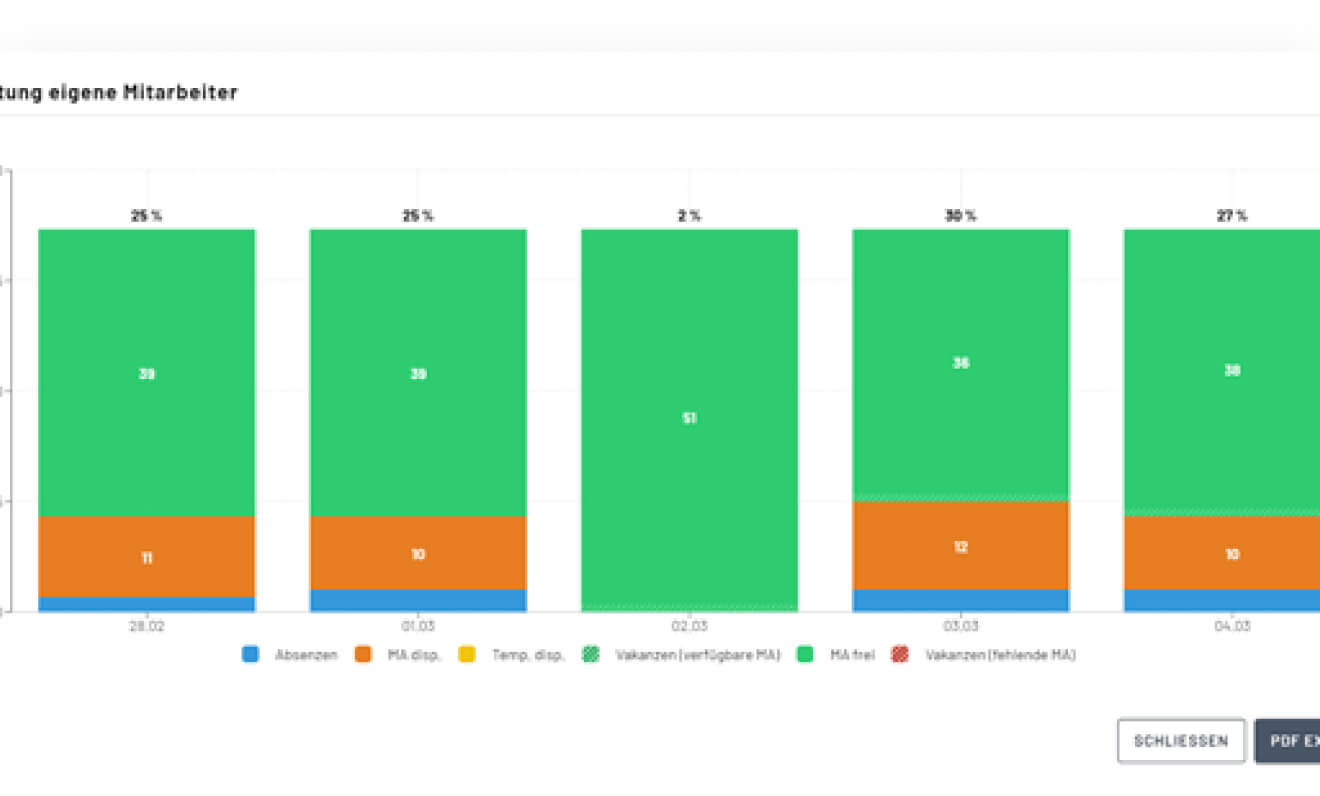 tung eigene Mitarbeiter
25 % 25 % 2 % 30 % 27 %
39 39 51 36 38
11 10 12 10
28.02 01.03 02.03 03.03 04.03
Absenzen MA disp. Temp. disp. Vakanzen (verfügbare MA) MA frei Vakanzen (fehlende MA)
SCHLIESSEN PDF EX